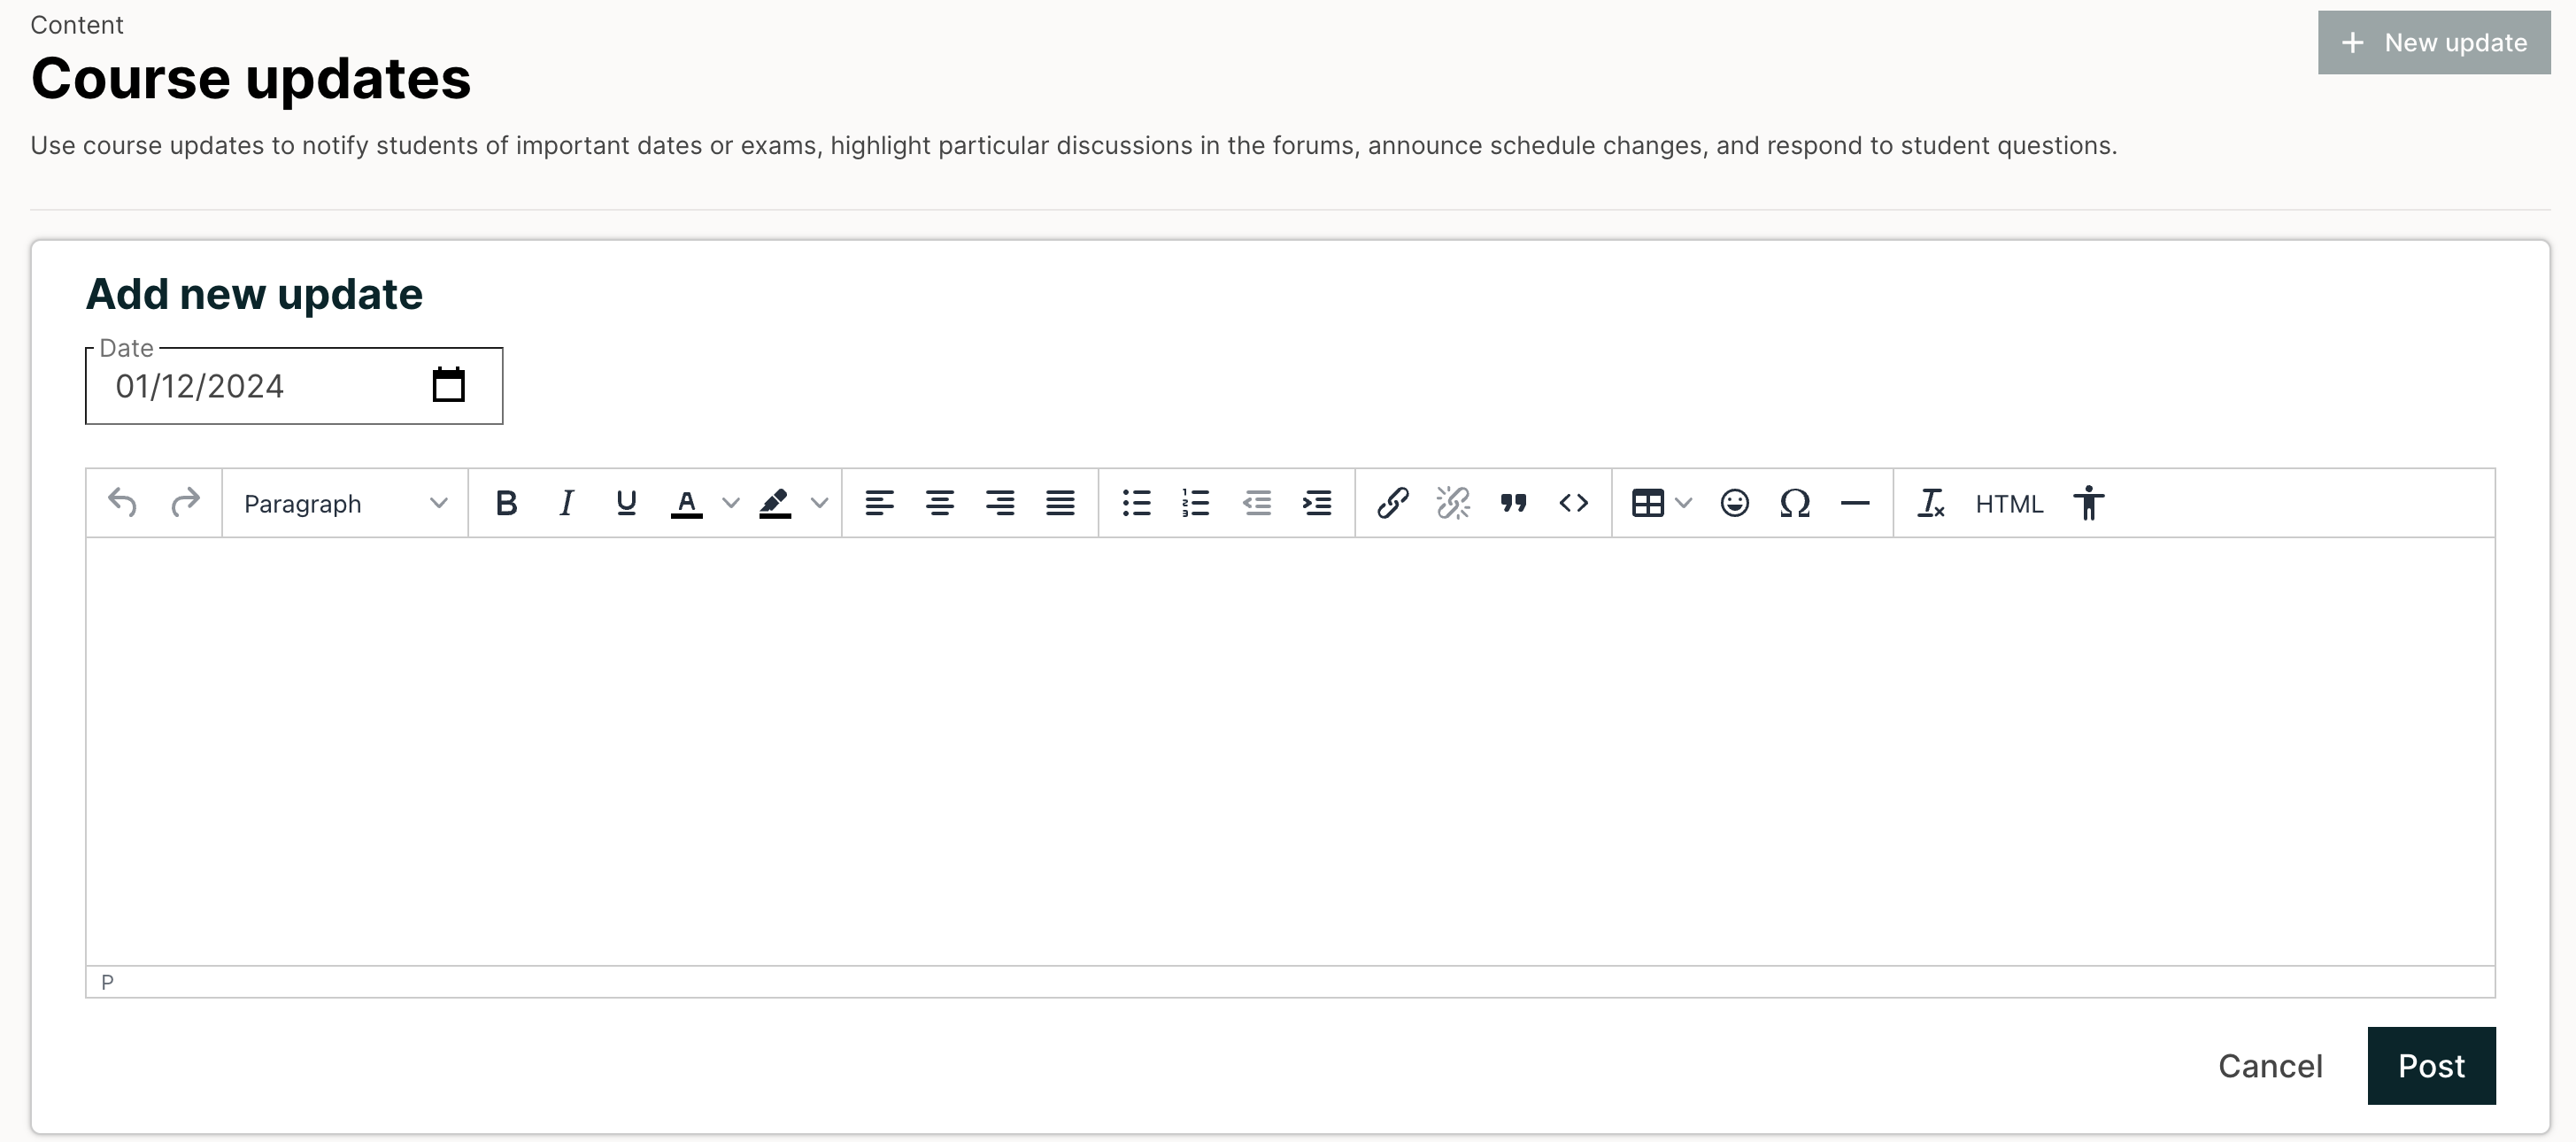 Content
Course updates
+ New update
Use course updates to notify students of important dates or exams, highlight particular discussions in the forums, announce schedule changes, and respond to student questions.
Add new update
Date
01/12/2024
Paragraph B I U A HTML
P
Cancel Post